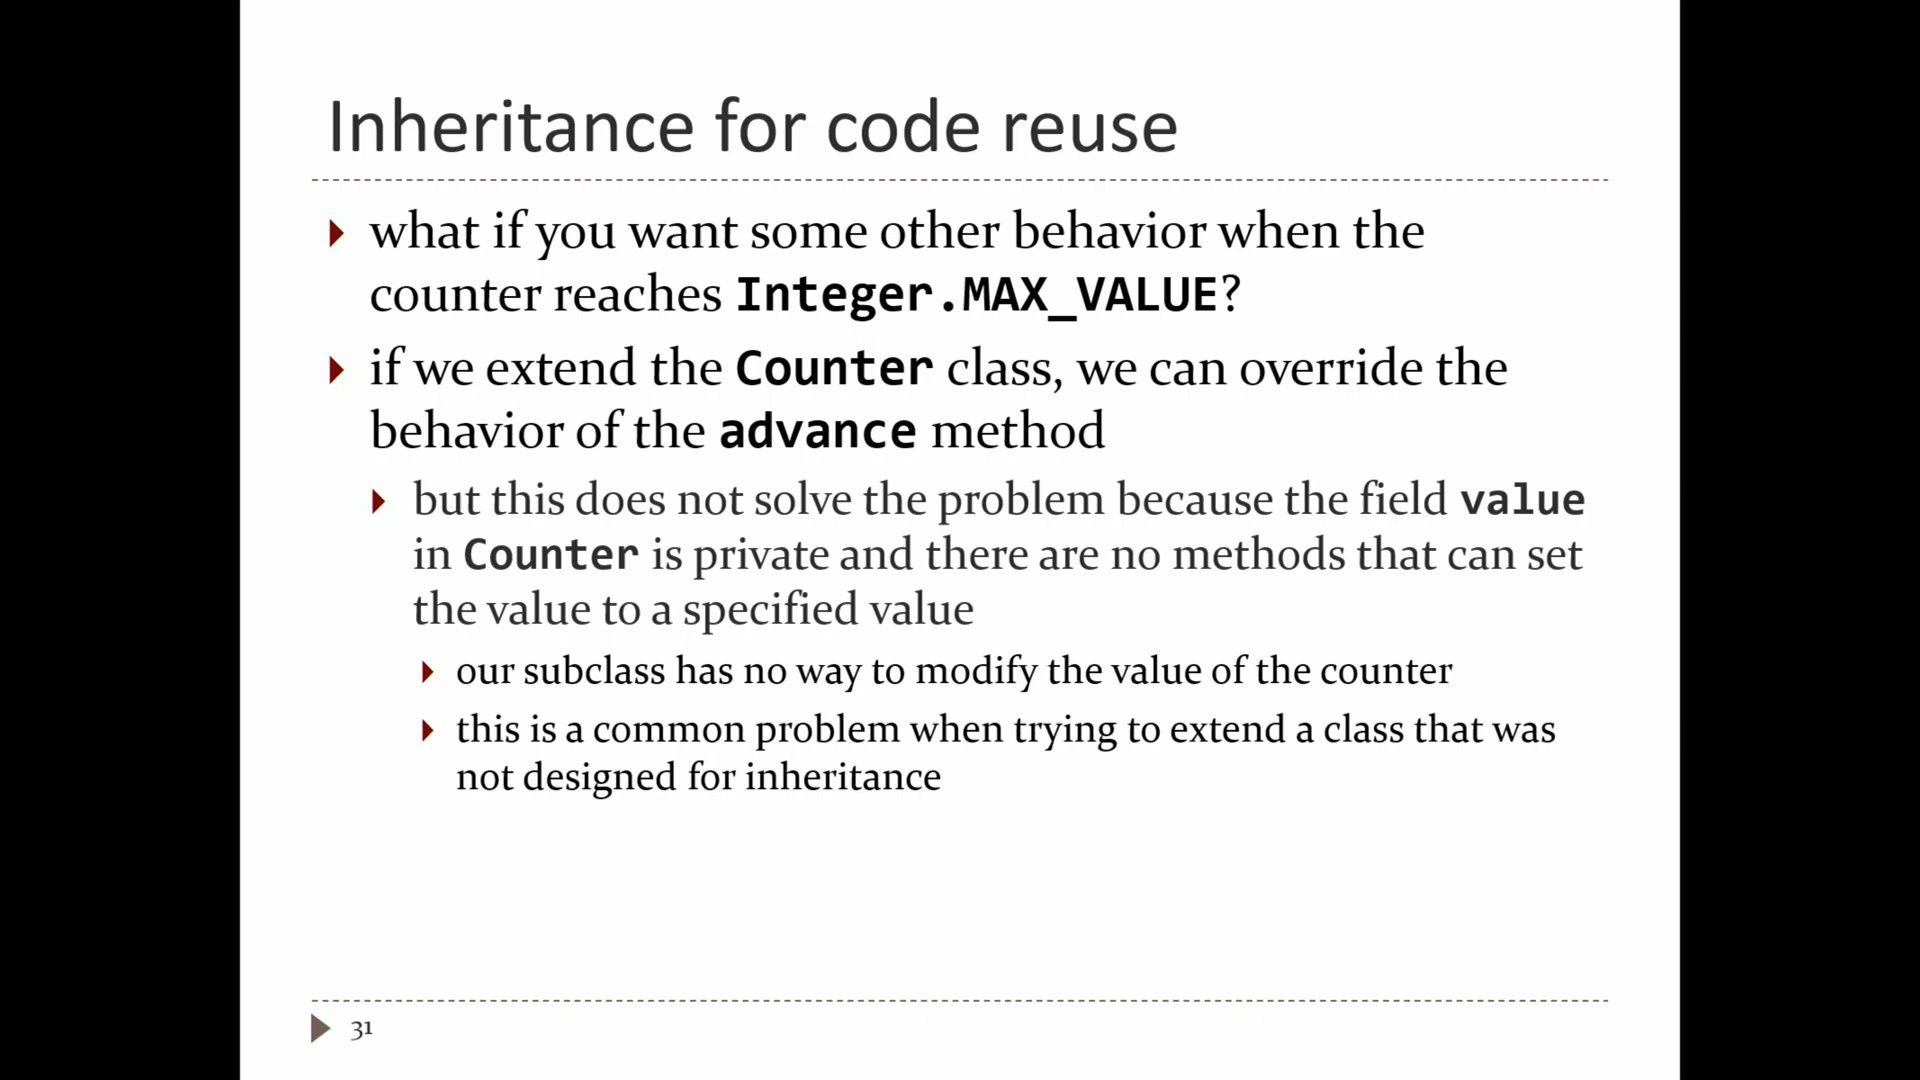 Inheritance for code reuse
what if you want some other behavior when the
counter reaches Integer.MAX_VALUE?
if we extend the Counter class, we can override the
behavior of the advance method
but this does not solve the problem because the field value
in Counter is private and there are no methods that can set
the value to a specified value
our subclass has no way to modify the value of the counter
this is a common problem when trying to extend a class that was
not designed for inheritance
31